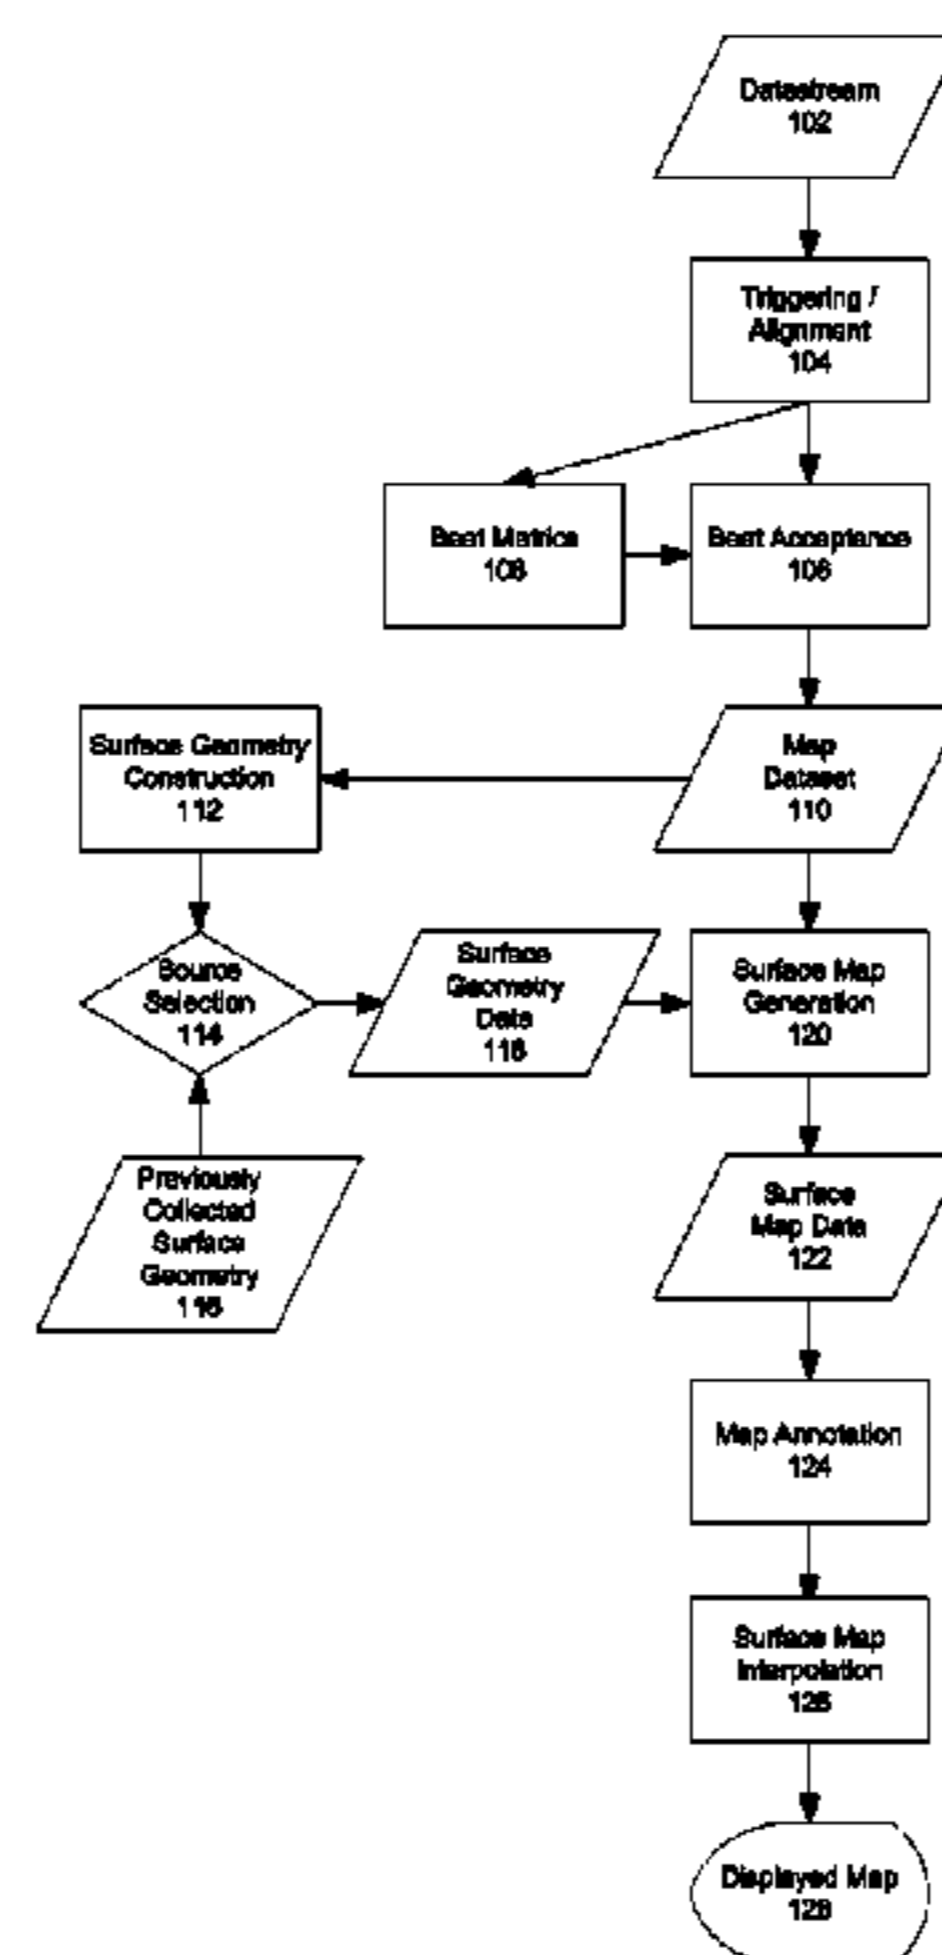 Datastream
102
Triggering /
Alignment
104
Beat Metrics
108
Beat Acceptance
106
Surface Geometry
Construction
112
Map
Dataset
110
Source
Selection
114
Surface
Geometry
Data
118
Surface Map
Generation
120
Previously
Collected
Surface
Geometry
116
Surface
Map Data
122
Map Annotation
124
Surface Map
Interpolation
126
Displayed Map
128